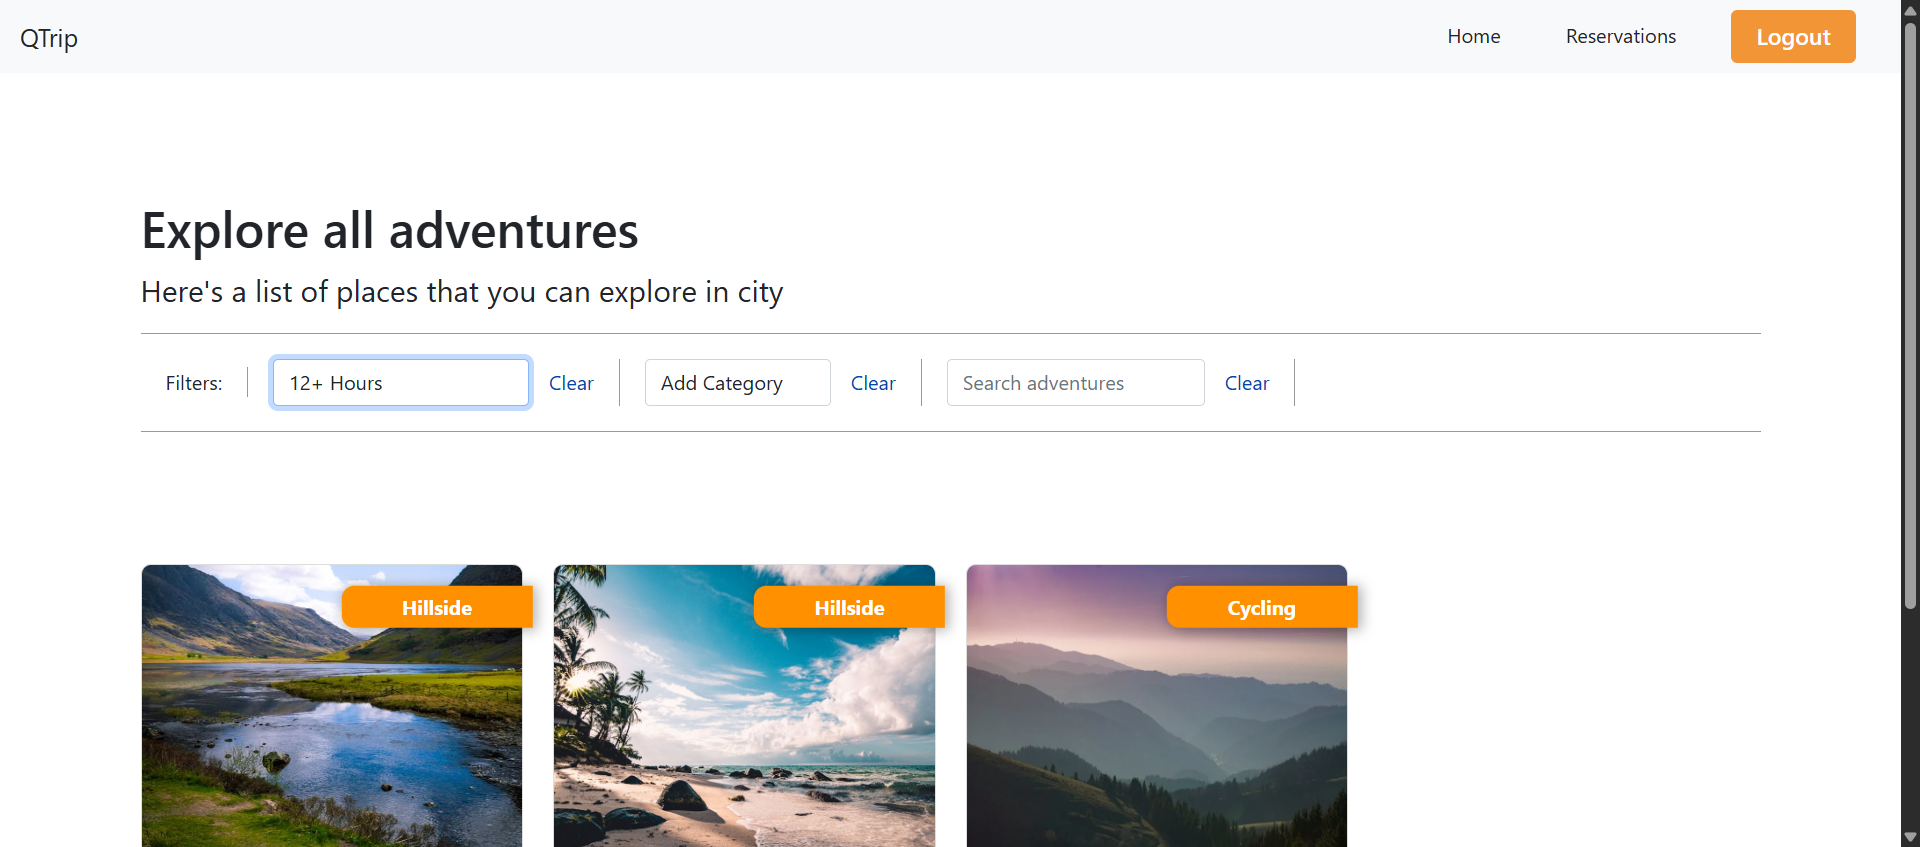 QTrip
Home
Reservations
Logout
Explore all adventures
Here's a list of places that you can explore in city
Filters:
12+ Hours
Clear
Add Category
Clear
Search adventures
Clear
Hillside
Hillside
Cycling